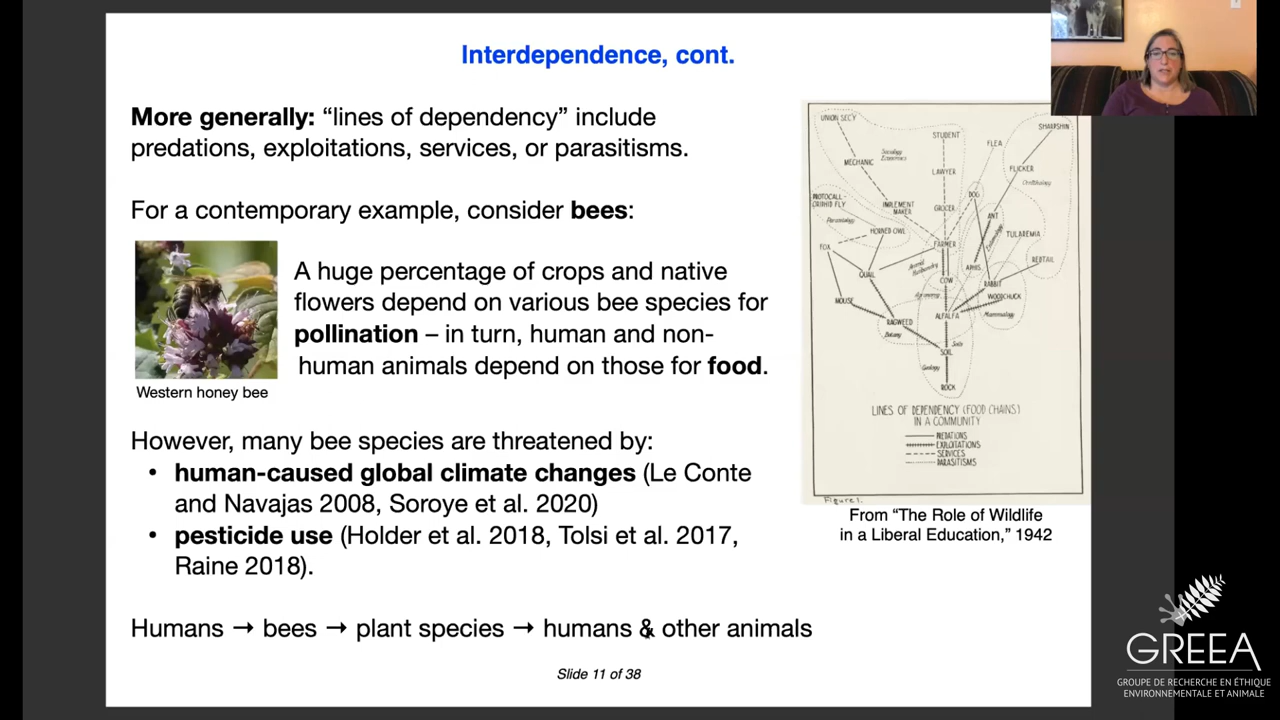 Interdependence, cont.
More generally: “lines of dependency” include
predations, exploitations, services, or parasitisms.
For a contemporary example, consider bees:
A huge percentage of crops and native
flowers depend on various bee species for
pollination – in turn, human and non-
human animals depend on those for food.
Western honey bee
However, many bee species are threatened by:
• human-caused global climate changes (Le Conte
and Navajas 2008, Soroye et al. 2020)
• pesticide use (Holder et al. 2018, Tolsi et al. 2017,
Raine 2018).
Humans → bees → plant species → humans & other animals
Slide 11 of 38
UNION SEC'Y
STUDENT
SHARPSHIN
FLEA
Sociology
Economics
MECHANIC
LAWYER
FLICKER
Ornithology
DOG
IMPLEMENT
MAKER
GROCER
ANT
Parasitology
HORNED OWL
TULAREMIA
FOX
FARMER
Entomology
REDTAIL
APHIS
Animal
Husbandry
QUAIL
COW
RABBIT
WOODCHUCK
MOUSE
Agronomy
ALFALFA
Mammalogy
RAGWEED
Botany
Soils
SOIL
Geology
ROCK
LINES OF DEPENDENCY (FOOD CHAINS)
IN A COMMUNITY
PREDATIONS
EXPLOITATIONS
SERVICES
PARASITISMS
Figure 1.
From “The Role of Wildlife
in a Liberal Education,” 1942
GREEA
GROUPE DE RECHERCHE EN ÉTHIQUE
ENVIRONNEMENTALE ET ANIMALE